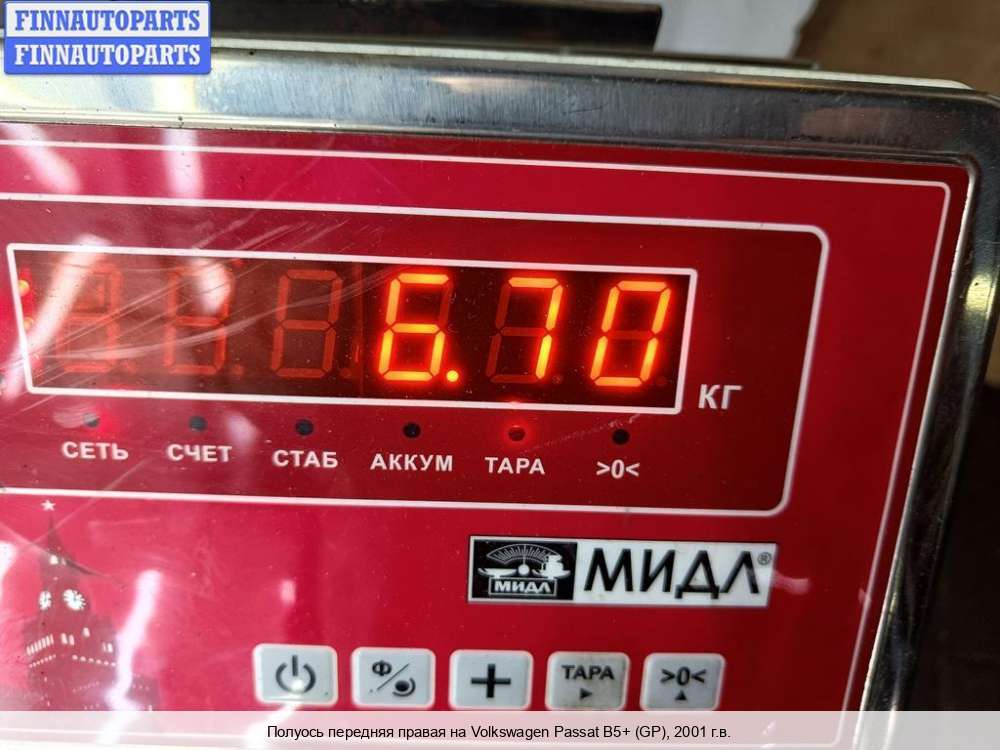 FINNAUTOPARTS
FINNAUTOPARTS
6.70
КГ
СЕТЬ СЧЕТ СТАБ АККУМ ТАРА >0<
МИДЛ МИДЛ®
Ф ТАРА >0<
Полуось передняя правая на Volkswagen Passat B5+ (GP), 2001 г.в.